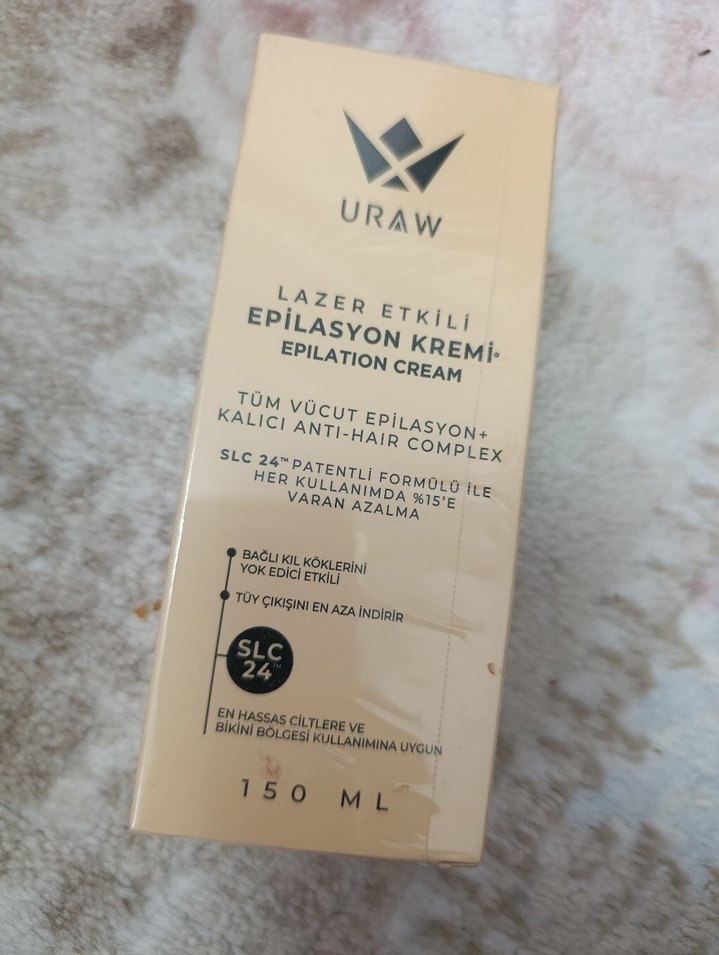 URAW
LAZER ETKİLİ
EPİLASYON KREMİ®
EPILATION CREAM
TÜM VÜCUT EPİLASYON+
KALICI ANTI-HAIR COMPLEX
SLC 24™ PATENTLİ FORMÜLÜ İLE
HER KULLANIMDA %15'E
VARAN AZALMA
BAĞLI KIL KÖKLERİNİ
YOK EDİCİ ETKİLİ
TÜY ÇIKIŞINI EN AZA İNDİRİR
SLC
24™
EN HASSAS CİLTLERE VE
BİKİNİ BÖLGESİ KULLANIMINA UYGUN
150 ML